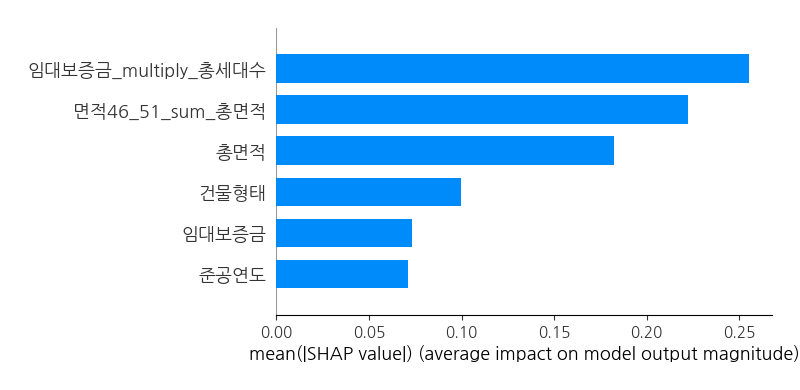 임대보증금_multiply_총세대수
면적46_51_sum_총면적
총면적
건물형태
임대보증금
준공연도
0.00 0.05 0.10 0.15 0.20 0.25
mean(|SHAP value|) (average impact on model output magnitude)